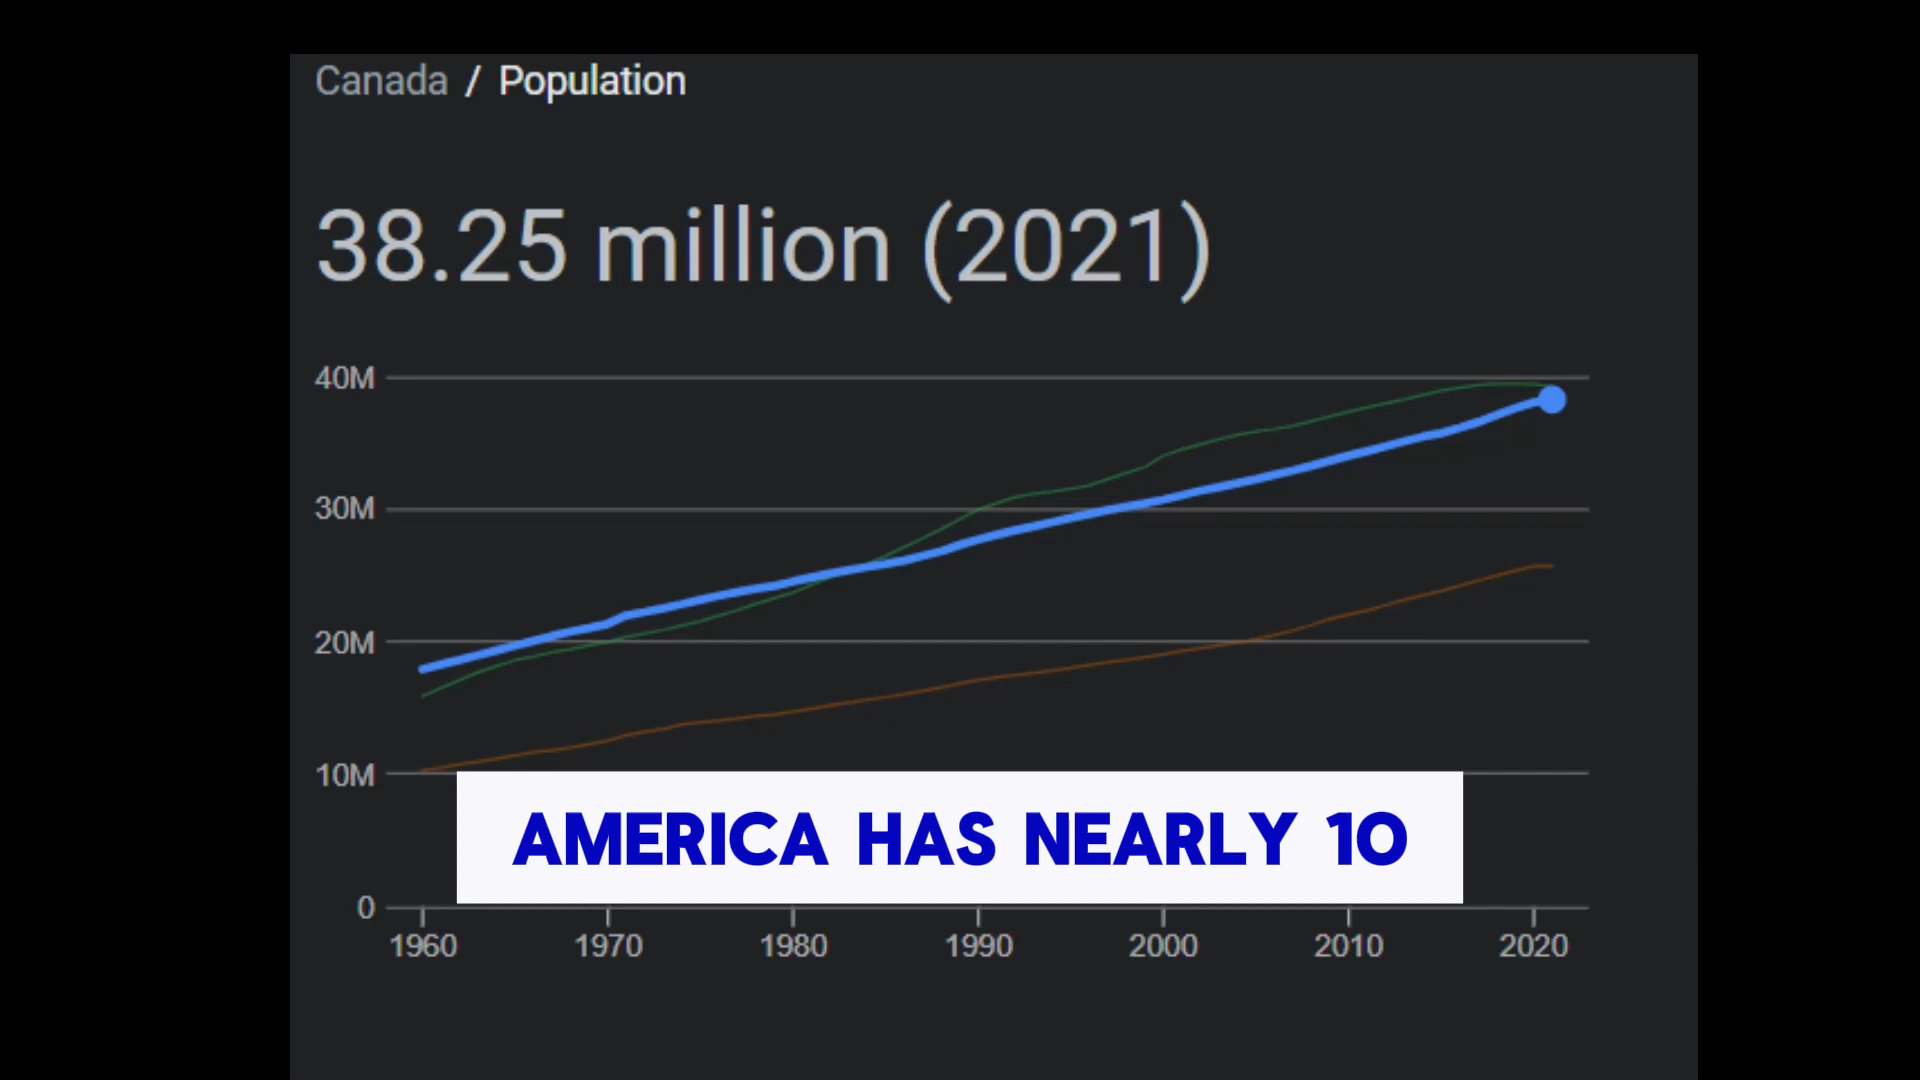 Canada / Population
38.25 million (2021)
40M
30M
20M
10M
AMERICA HAS NEARLY 10
0
1960 1970 1980 1990 2000 2010 2020